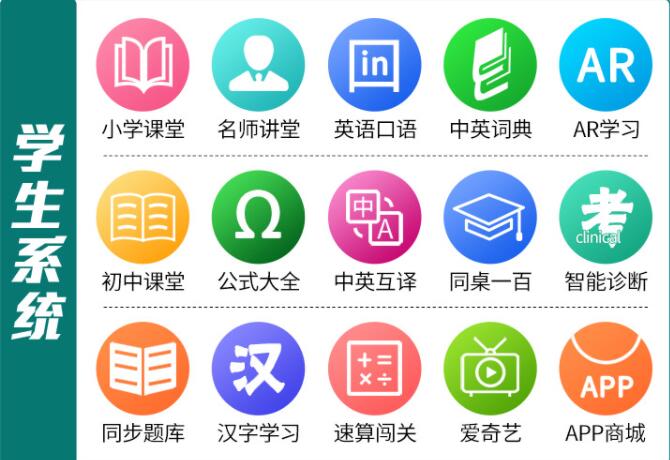 学生系统
in
AR
小学课堂 名师讲堂 英语口语 中英词典 AR学习
Ω 中 A 考
clinical
初中课堂 公式大全 中英互译 同桌一百 智能诊断
汉 + = × ÷ APP
同步题库 汉字学习 速算闯关 爱奇艺 APP商城